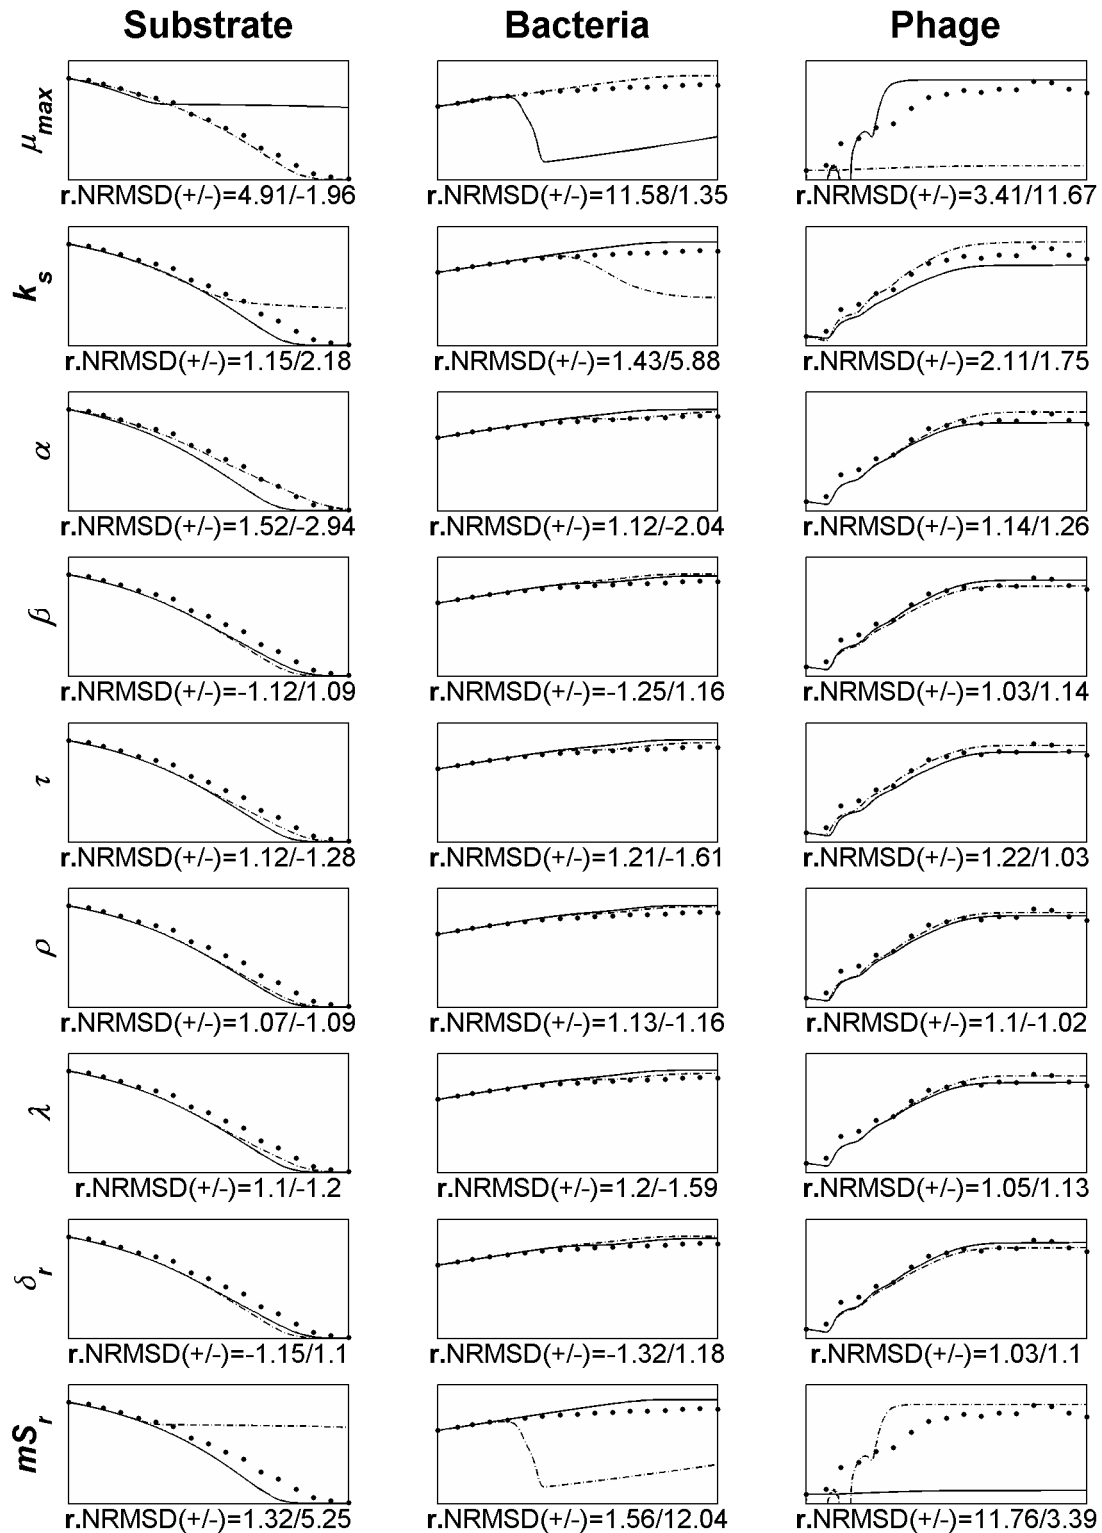 Substrate Bacteria Phage
μmax
r.NRMSD(+/-)=4.91/-1.96 r.NRMSD(+/-)=11.58/1.35 r.NRMSD(+/-)=3.41/11.67
ks
r.NRMSD(+/-)=1.15/2.18 r.NRMSD(+/-)=1.43/5.88 r.NRMSD(+/-)=2.11/1.75
α
r.NRMSD(+/-)=1.52/-2.94 r.NRMSD(+/-)=1.12/-2.04 r.NRMSD(+/-)=1.14/1.26
β
r.NRMSD(+/-)=-1.12/1.09 r.NRMSD(+/-)=-1.25/1.16 r.NRMSD(+/-)=1.03/1.14
τ
r.NRMSD(+/-)=1.12/-1.28 r.NRMSD(+/-)=1.21/-1.61 r.NRMSD(+/-)=1.22/1.03
ρ
r.NRMSD(+/-)=1.07/-1.09 r.NRMSD(+/-)=1.13/-1.16 r.NRMSD(+/-)=1.1/-1.02
λ
r.NRMSD(+/-)=1.1/-1.2 r.NRMSD(+/-)=1.2/-1.59 r.NRMSD(+/-)=1.05/1.13
δr
r.NRMSD(+/-)=-1.15/1.1 r.NRMSD(+/-)=-1.32/1.18 r.NRMSD(+/-)=1.03/1.1
mSr
r.NRMSD(+/-)=1.32/5.25 r.NRMSD(+/-)=1.56/12.04 r.NRMSD(+/-)=11.76/3.39